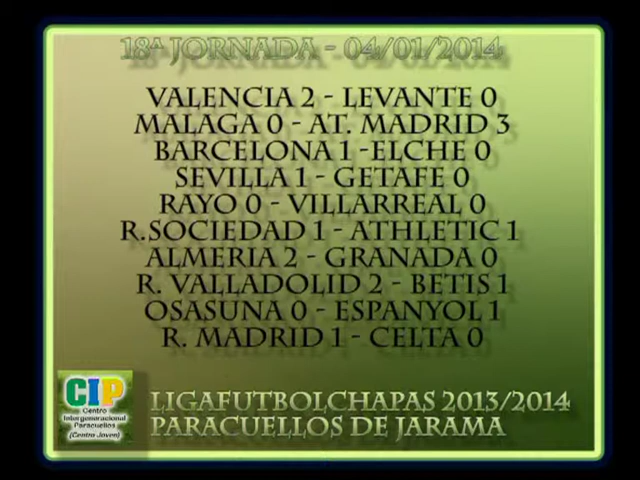 18ª JORNADA - 04/01/2014
VALENCIA 2 - LEVANTE 0
MALAGA 0 - AT. MADRID 3
BARCELONA 1 -ELCHE 0
SEVILLA 1 - GETAFE 0
RAYO 0 - VILLARREAL 0
R.SOCIEDAD 1 - ATHLETIC 1
ALMERIA 2 - GRANADA 0
R. VALLADOLID 2 - BETIS 1
OSASUNA 0 - ESPANYOL 1
R. MADRID 1 - CELTA 0
CIP
Centro
Intergeneracional
Paracuellos
(Centro Joven)
LIGAFUTBOLCHAPAS 2013/2014
PARACUELLOS DE JARAMA